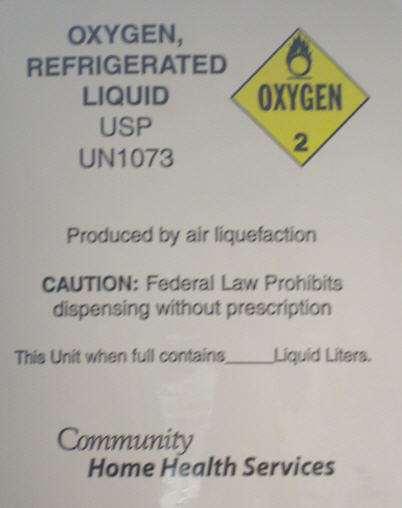 OXYGEN,
REFRIGERATED
LIQUID
USP
UN1073
OXYGEN
2
Produced by air liquefaction
CAUTION: Federal Law Prohibits
dispensing without prescription
This Unit when full contains_____Liquid Liters.
Community
Home Health Services